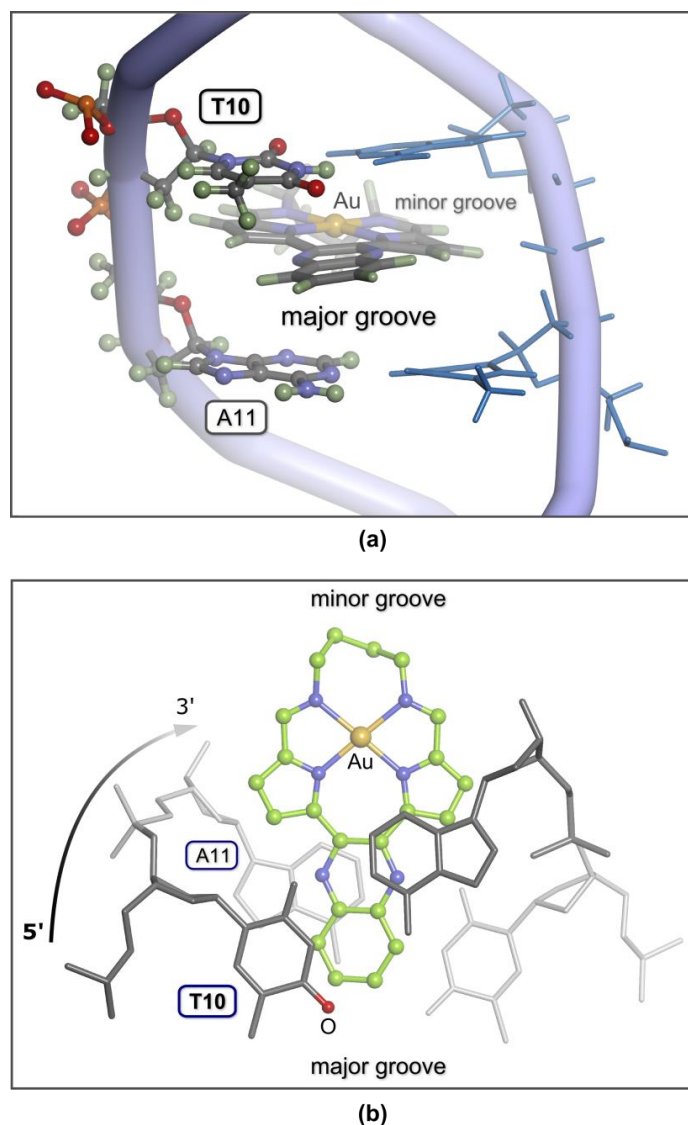 T10
Au
minor groove
major groove
A11
(a)
minor groove
3'
Au
A11
5'
T10
O
major groove
(b)